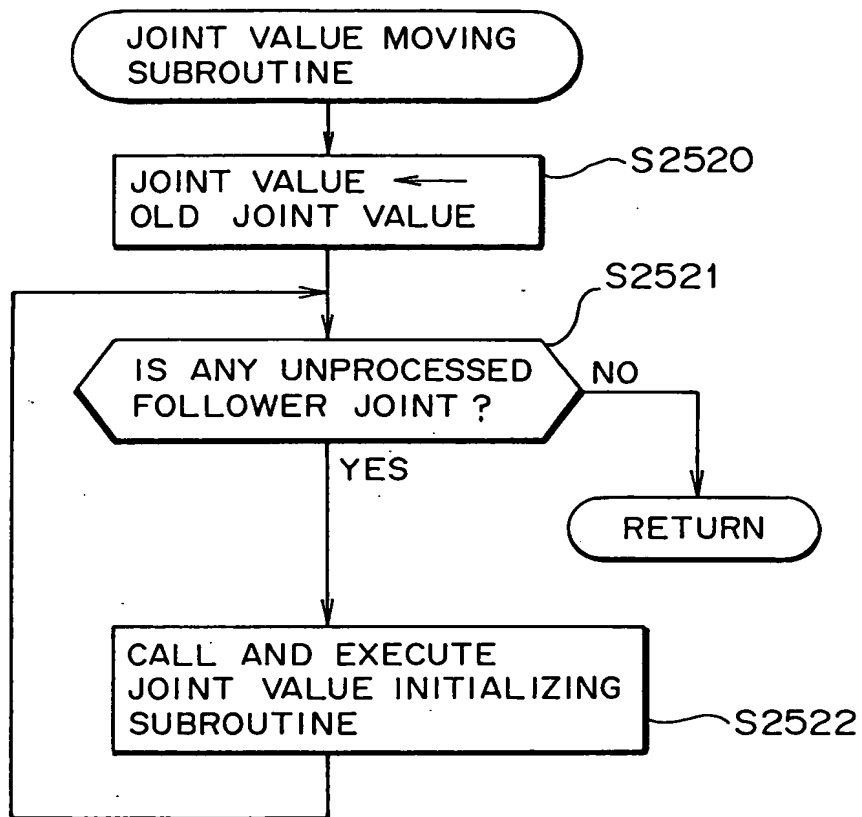 JOINT VALUE MOVING
SUBROUTINE
JOINT VALUE ←
OLD JOINT VALUE
S2520
S2521
IS ANY UNPROCESSED
FOLLOWER JOINT?
NO
YES
RETURN
CALL AND EXECUTE
JOINT VALUE INITIALIZING
SUBROUTINE
S2522